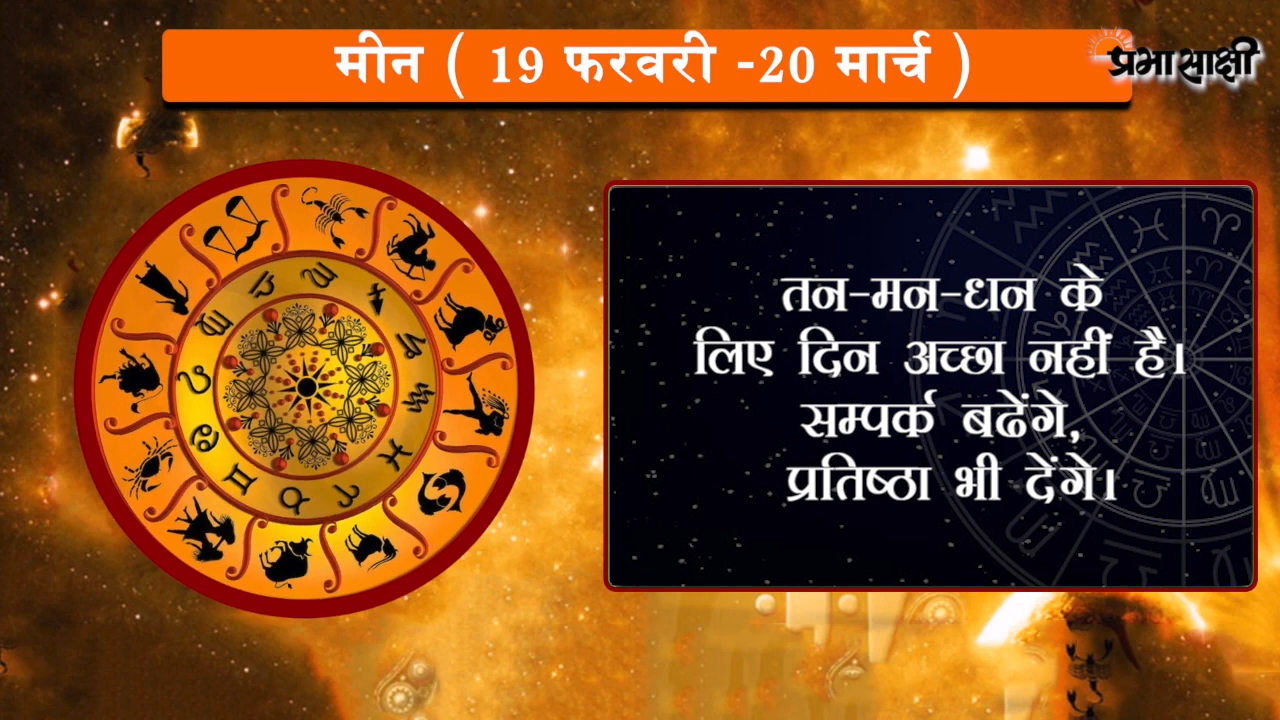 मीन ( 19 फरवरी -20 मार्च )
प्रभासाक्षी
तन-मन-धन के
लिए दिन अच्छा नहीं है।
सम्पर्क बढेंगे,
प्रतिष्ठा भी देंगे।